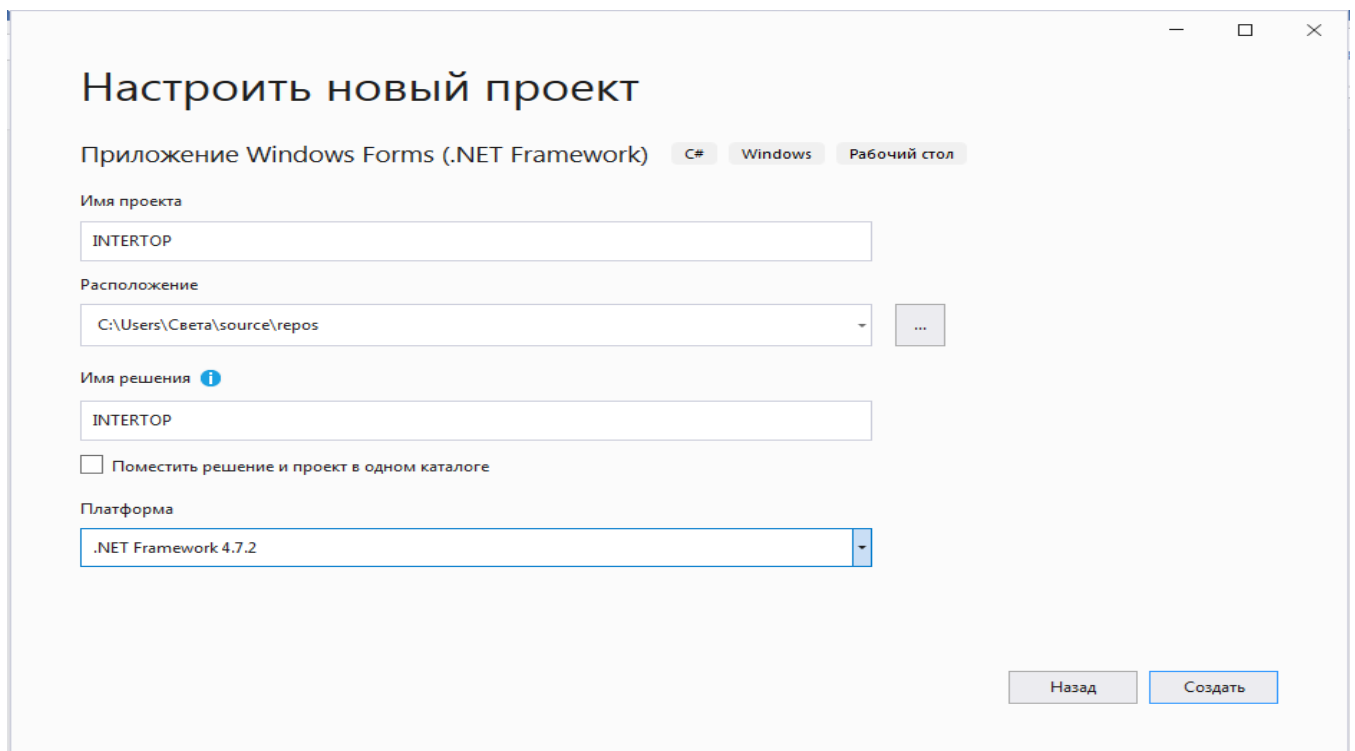 Настроить новый проект
Приложение Windows Forms (.NET Framework) C# Windows Рабочий стол
Имя проекта
INTERTOP
Расположение
C:\Users\Света\source\repos
...
Имя решения i
INTERTOP
Поместить решение и проект в одном каталоге
Платформа
.NET Framework 4.7.2
Назад Создать